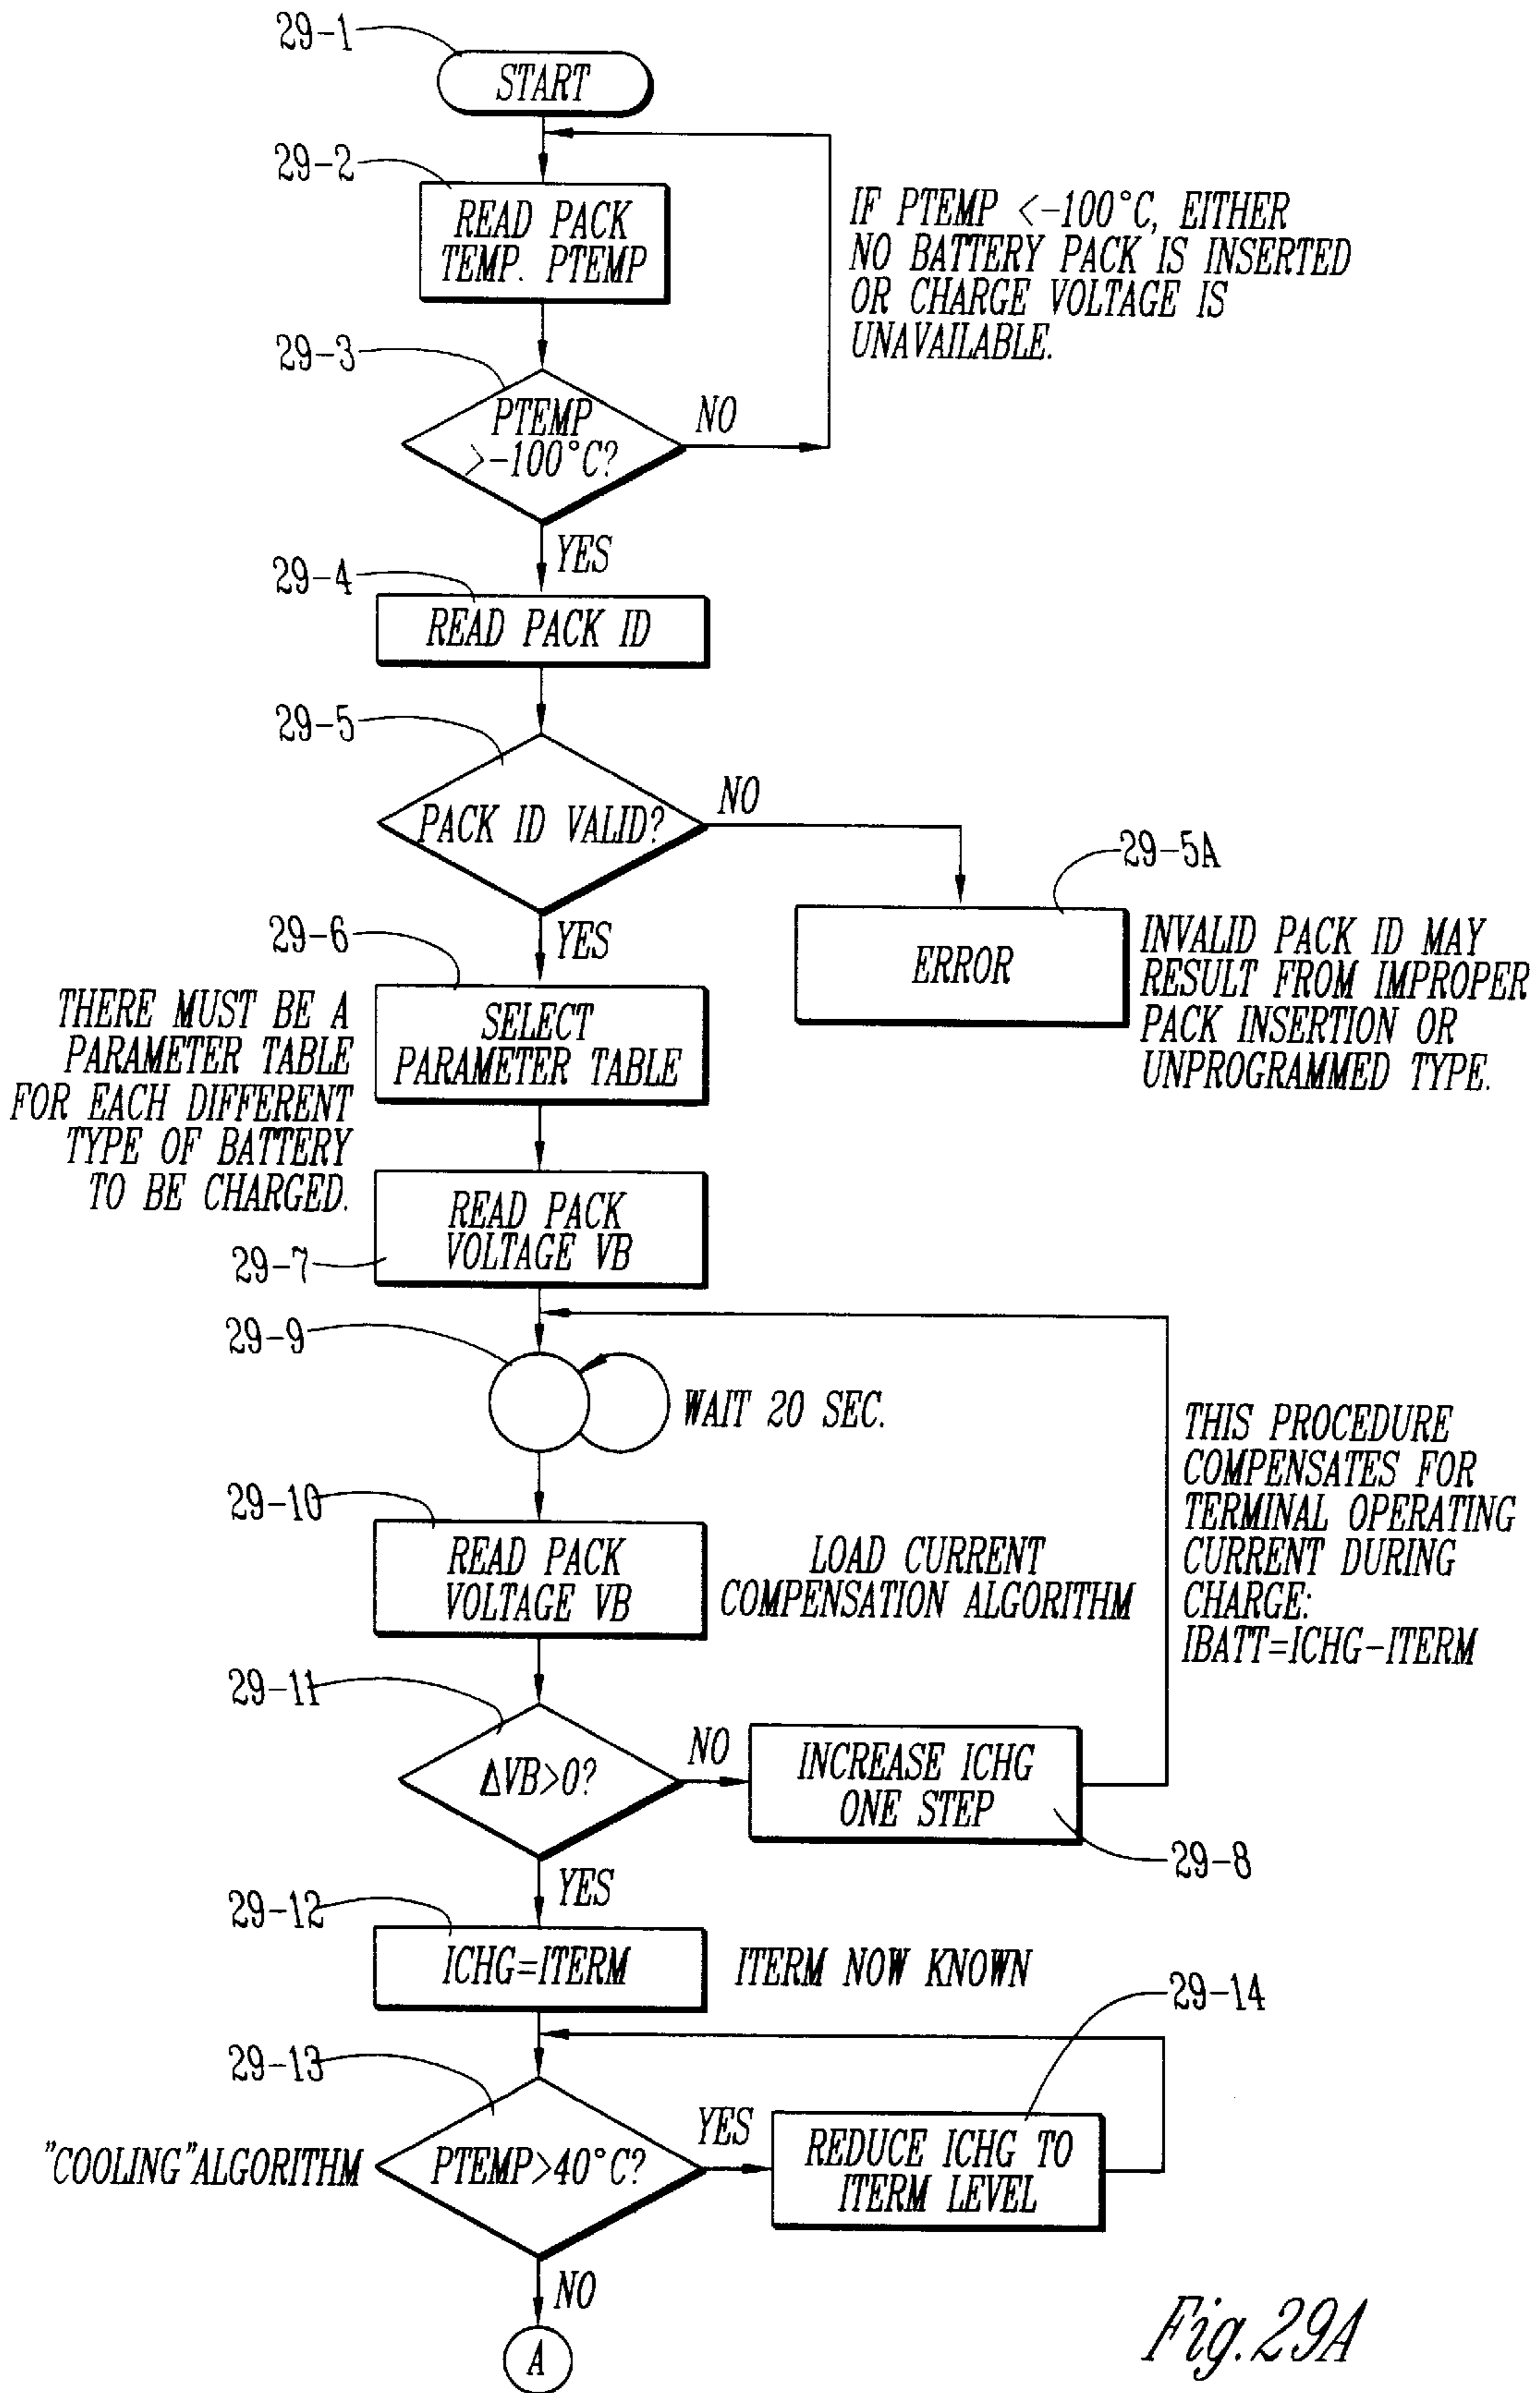 29-1
START
29-2
READ PACK
TEMP. PTEMP
IF PTEMP <-100°C, EITHER
NO BATTERY PACK IS INSERTED
OR CHARGE VOLTAGE IS
UNAVAILABLE.
29-3
PTEMP
>-100°C?
NO
YES
29-4
READ PACK ID
29-5
PACK ID VALID?
NO
29-5A
ERROR
INVALID PACK ID MAY
RESULT FROM IMPROPER
PACK INSERTION OR
UNPROGRAMMED TYPE.
YES
29-6
SELECT
PARAMETER TABLE
THERE MUST BE A
PARAMETER TABLE
FOR EACH DIFFERENT
TYPE OF BATTERY
TO BE CHARGED.
READ PACK
VOLTAGE VB
29-7
29-9
WAIT 20 SEC.
THIS PROCEDURE
COMPENSATES FOR
TERMINAL OPERATING
CURRENT DURING
CHARGE:
IBATT=ICHG-ITERM
29-10
READ PACK
VOLTAGE VB
LOAD CURRENT
COMPENSATION ALGORITHM
29-11
ΔVB>0?
NO
INCREASE ICHG
ONE STEP
29-8
YES
29-12
ICHG=ITERM
ITERM NOW KNOWN
29-14
29-13
"COOLING"ALGORITHM
PTEMP>40°C?
YES
REDUCE ICHG TO
ITERM LEVEL
NO
A
Fig. 29A